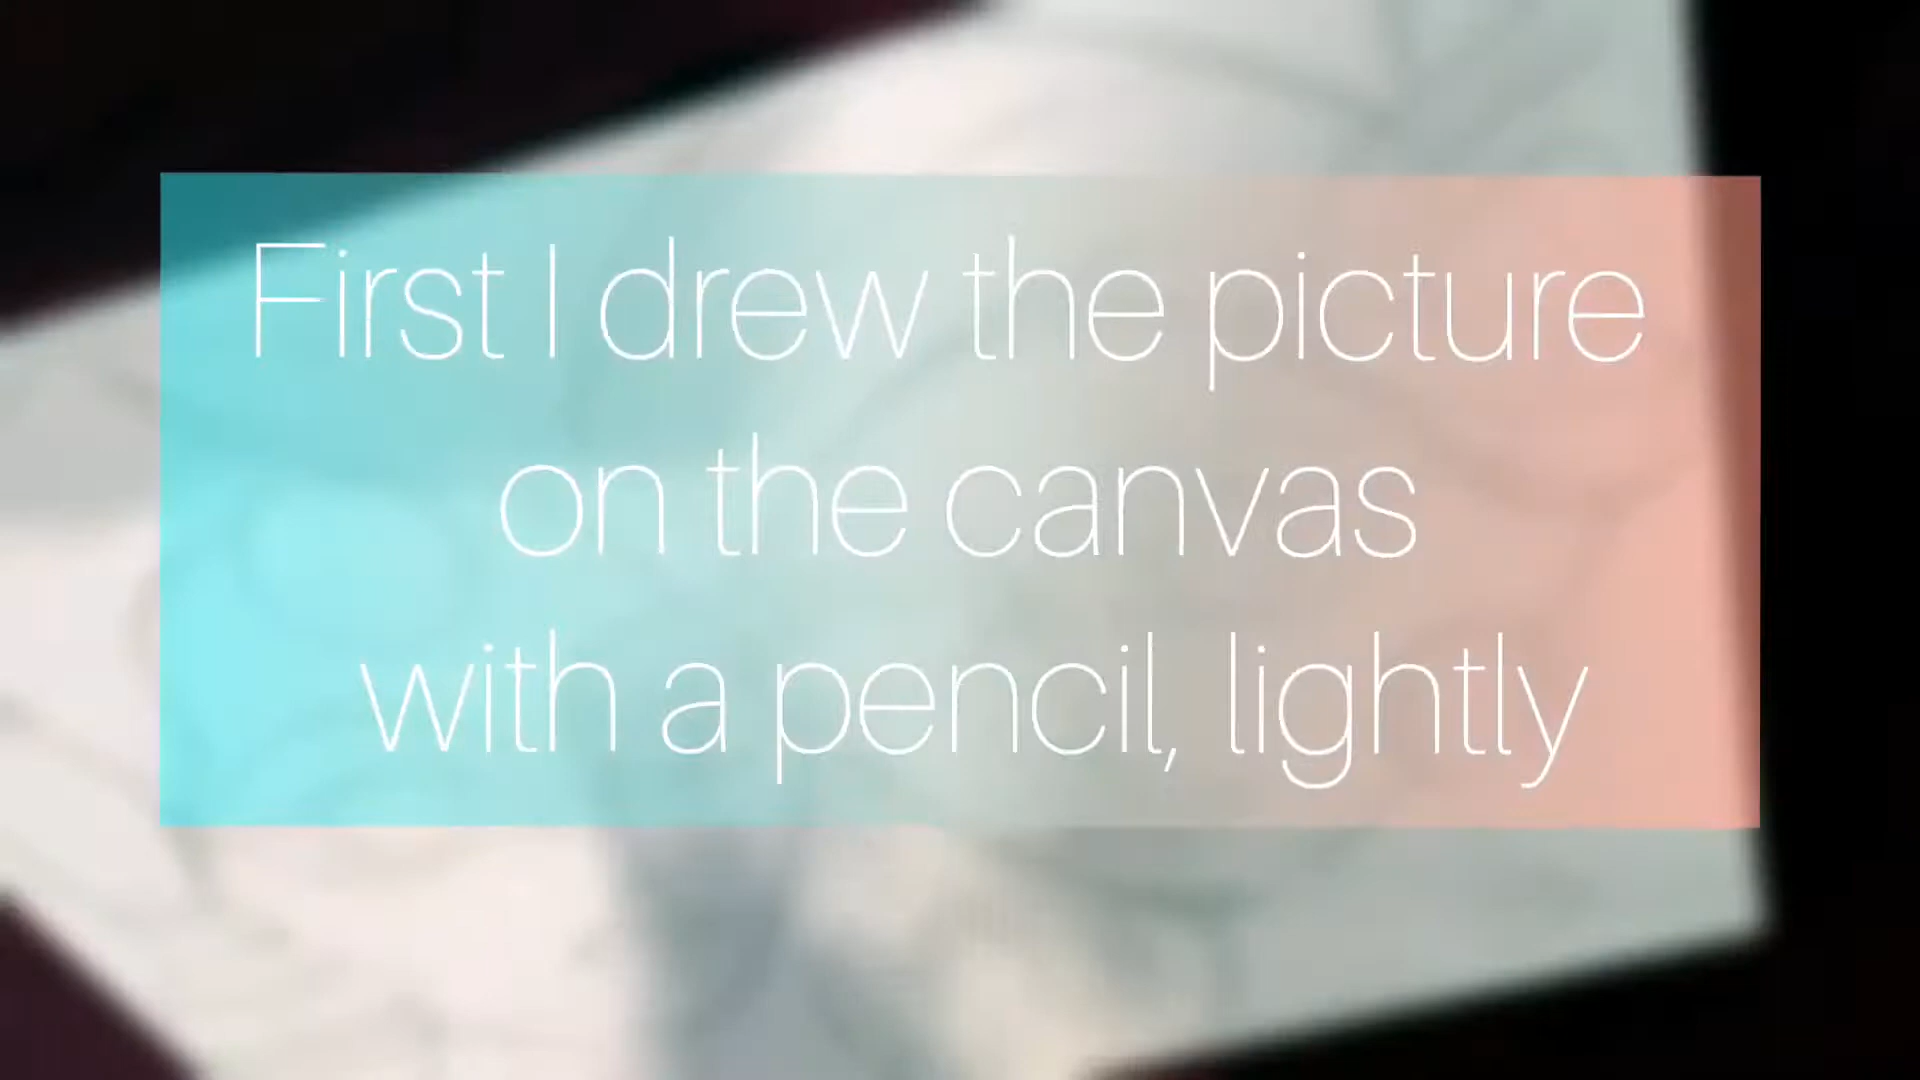 First I drew the picture
on the canvas
with a pencil, lightly